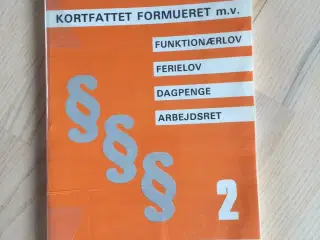 KORTFATTET FORMUERET m.v.
FUNKTIONÆRLOV
FERIELOV
DAGPENGE
ARBEJDSRET
§
§
§
2